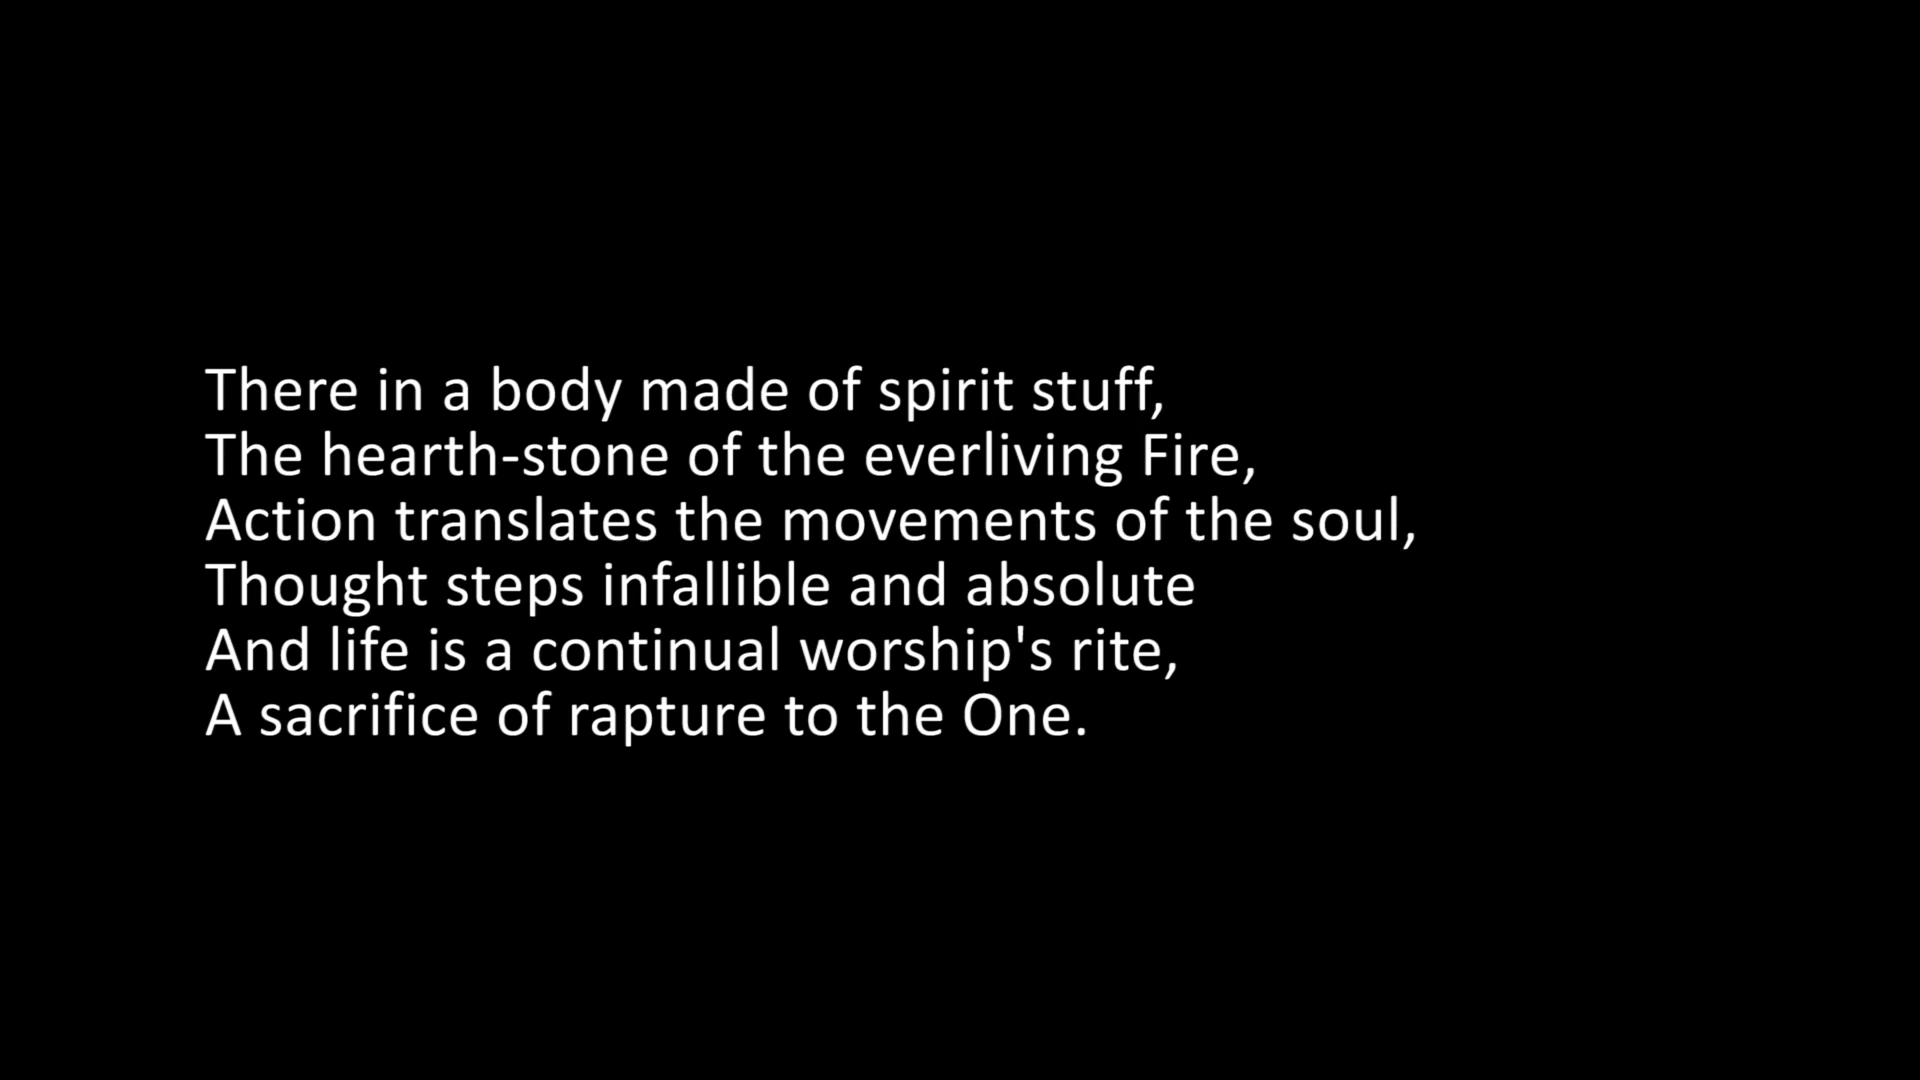 There in a body made of spirit stuff,
The hearth-stone of the everliving Fire,
Action translates the movements of the soul,
Thought steps infallible and absolute
And life is a continual worship's rite,
A sacrifice of rapture to the One.